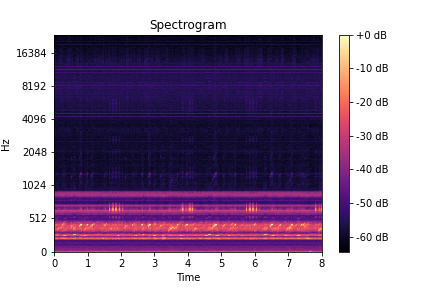 Spectrogram
+0 dB
16384
-10 dB
8192
-20 dB
4096
-30 dB
Hz
2048
-40 dB
1024
-50 dB
512
-60 dB
0
0 1 2 3 4 5 6 7 8
Time